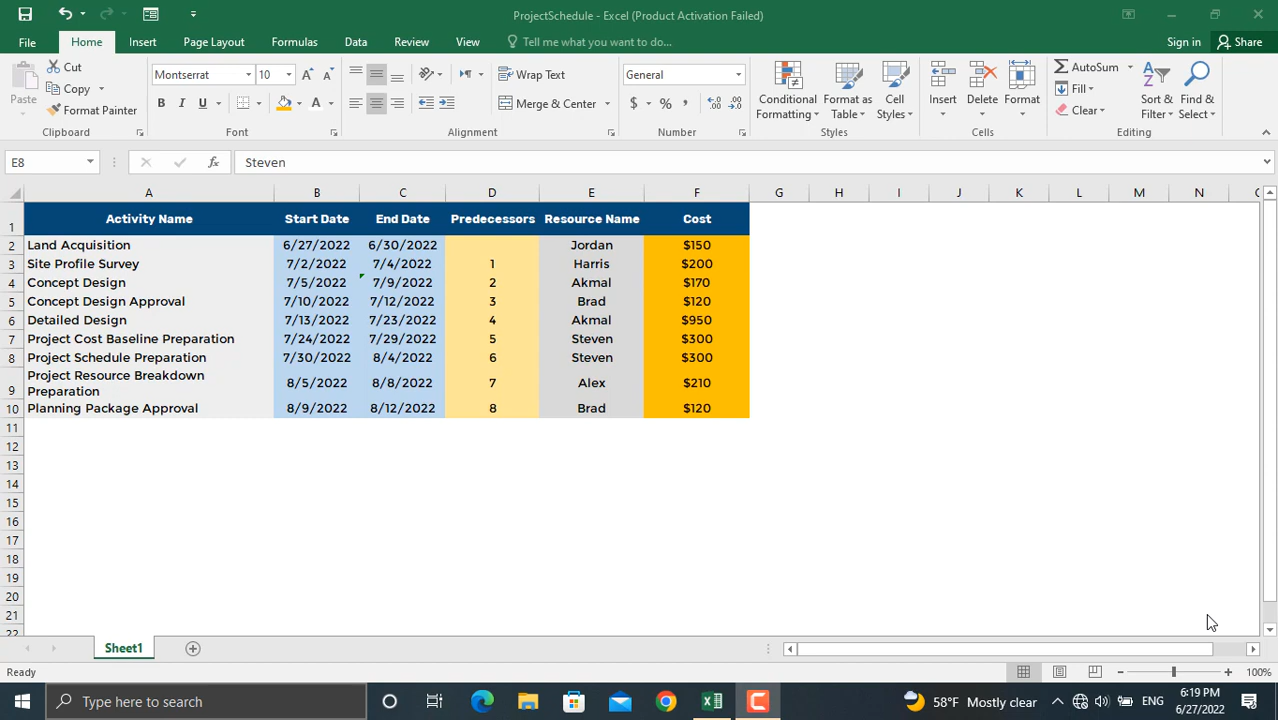 ProjectSchedule - Excel (Product Activation Failed)
File Home Insert Page Layout Formulas Data Review View Tell me what you want to do... Sign in Share
Paste Cut Copy Format Painter Clipboard
Montserrat 10 B I U A A A Font
Wrap Text Merge & Center Alignment
General $ % , .00 .0 Number
Conditional Formatting Format as Table Cell Styles Styles
Insert Delete Format Cells
AutoSum Fill Clear Sort & Filter Find & Select Editing
E8 fx Steven
A B C D E F G H I J K L M N
1 Activity Name Start Date End Date Predecessors Resource Name Cost
2 Land Acquisition 6/27/2022 6/30/2022 Jordan $150
3 Site Profile Survey 7/2/2022 7/4/2022 1 Harris $200
4 Concept Design 7/5/2022 7/9/2022 2 Akmal $170
5 Concept Design Approval 7/10/2022 7/12/2022 3 Brad $120
6 Detailed Design 7/13/2022 7/23/2022 4 Akmal $950
7 Project Cost Baseline Preparation 7/24/2022 7/29/2022 5 Steven $300
8 Project Schedule Preparation 7/30/2022 8/4/2022 6 Steven $300
9 Project Resource Breakdown Preparation 8/5/2022 8/8/2022 7 Alex $210
10 Planning Package Approval 8/9/2022 8/12/2022 8 Brad $120
11
12
13
14
15
16
17
18
19
20
21
22
Sheet1
Ready 100%
Type here to search 58°F Mostly clear ENG 6:19 PM
6/27/2022